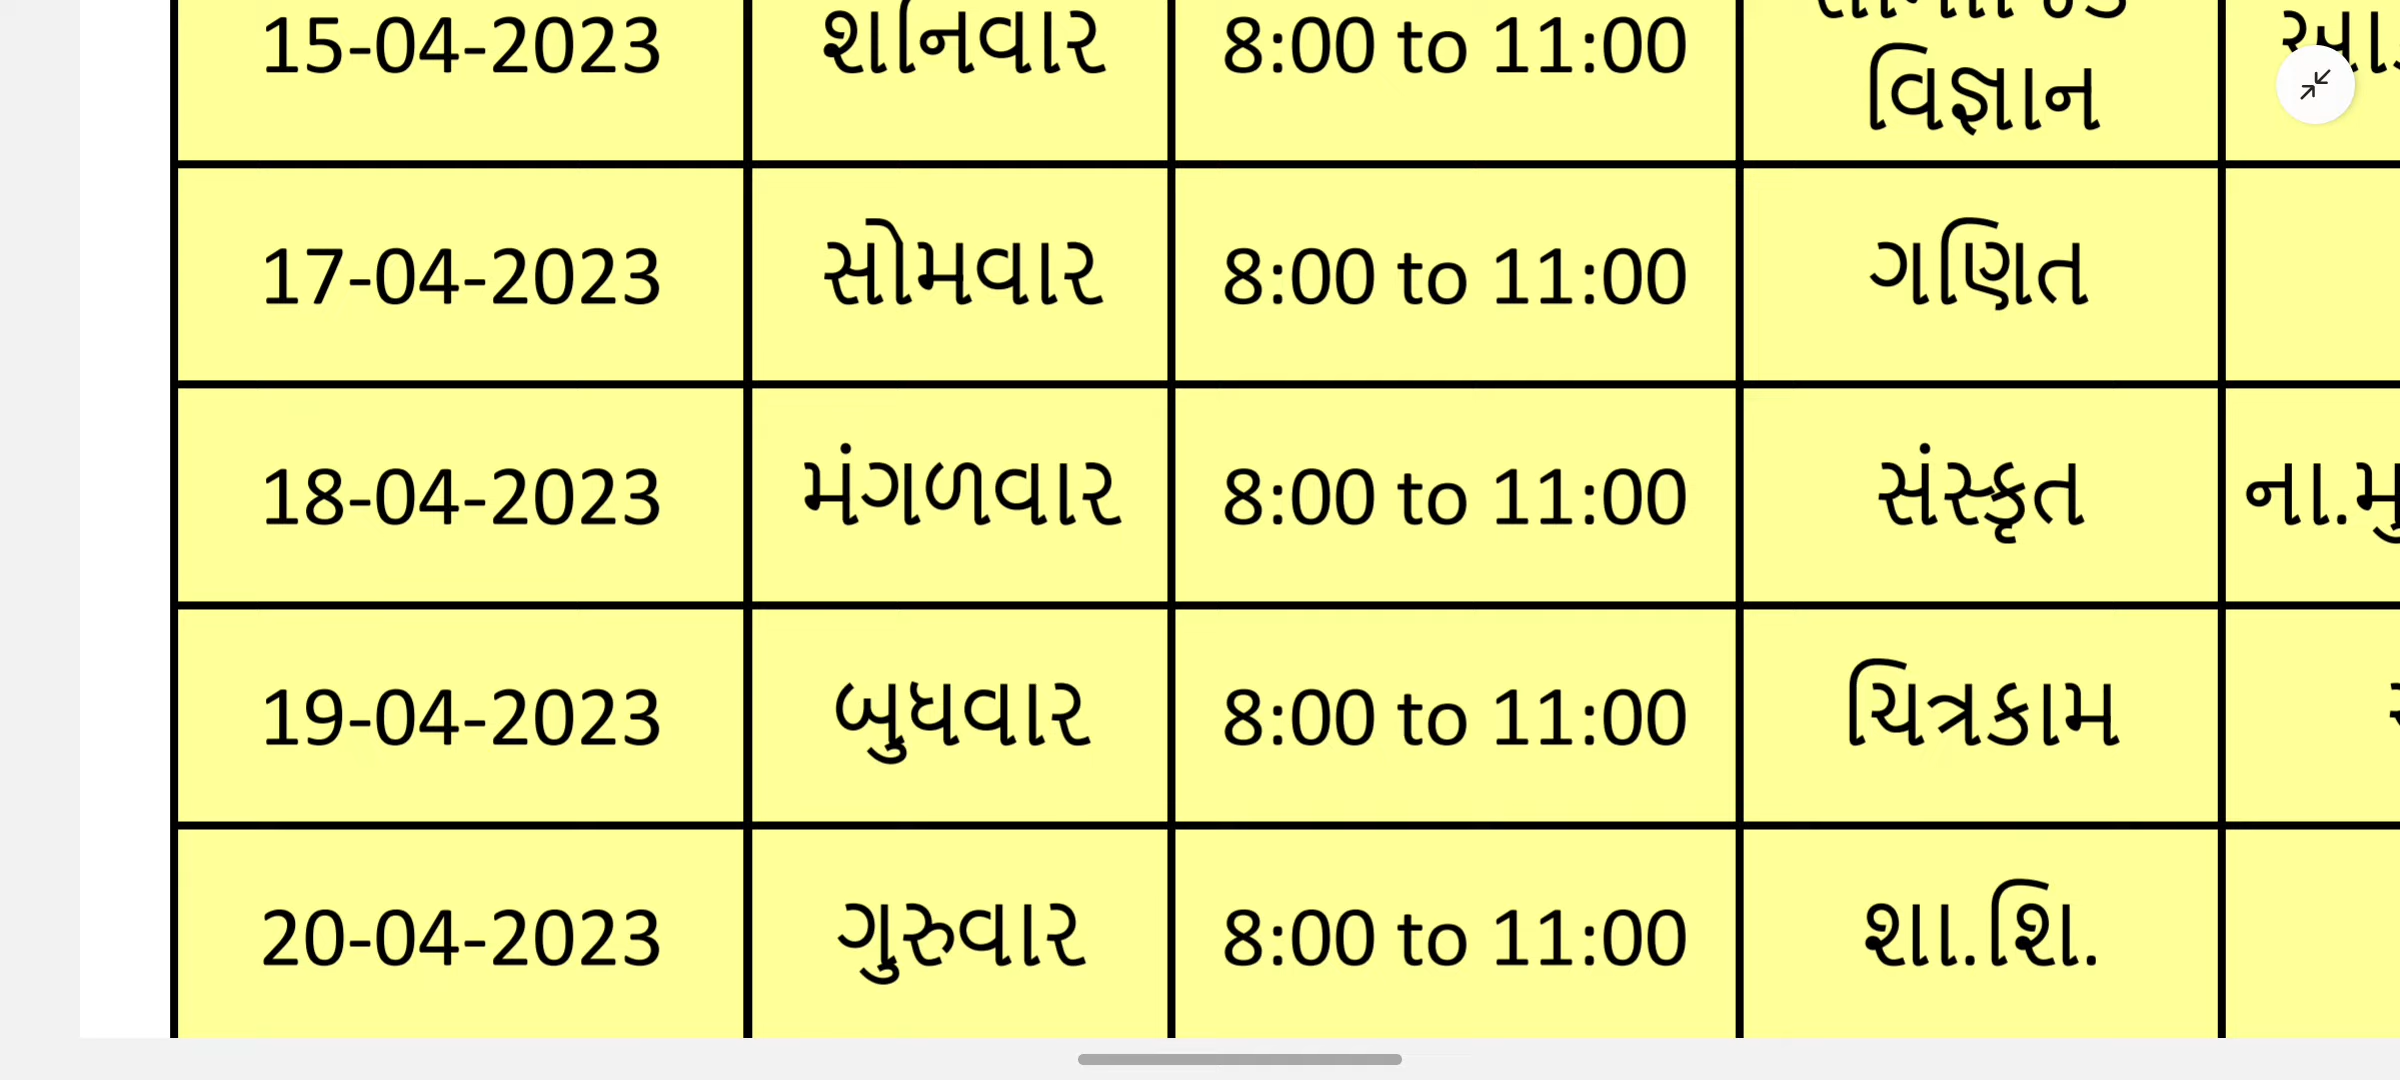 15-04-2023 શનિવાર 8:00 to 11:00 વિજ્ઞાન
17-04-2023 સોમવાર 8:00 to 11:00 ગણિત
18-04-2023 મંગળવાર 8:00 to 11:00 સંસ્કૃત ના.
19-04-2023 બુધવાર 8:00 to 11:00 ચિત્રકામ
20-04-2023 ગુરુવાર 8:00 to 11:00 શા.શિ.